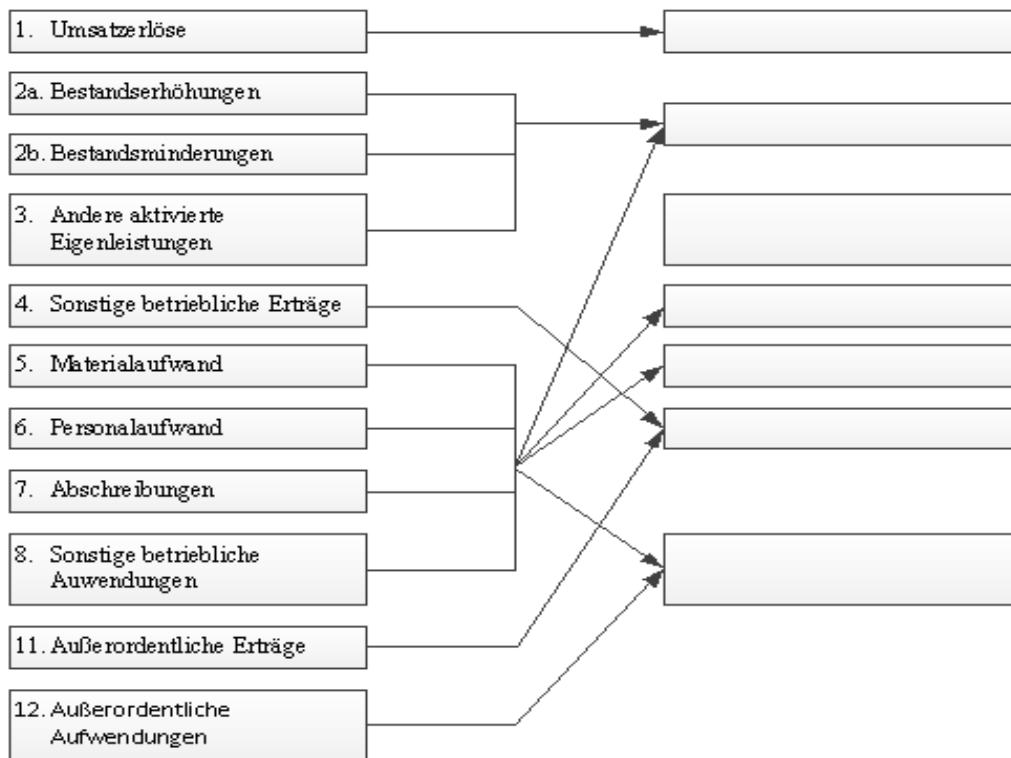 1. Umsatzerlöse
2a. Bestandserhöhungen
2b. Bestandsminderungen
3. Andere aktivierte
Eigenleistungen
4. Sonstige betriebliche Erträge
5. Materialaufwand
6. Personalaufwand
7. Abschreibungen
8. Sonstige betriebliche
Auwendungen
11. Außerordentliche Erträge
12. Außerordentliche
Aufwendungen